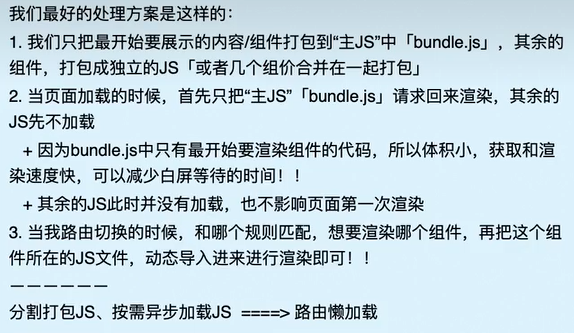 我们最好的处理方案是这样的：
1. 我们只把最开始要展示的内容/组件打包到“主JS”中「bundle.js」，其余的
组件，打包成独立的JS「或者几个组价合并在一起打包」
2. 当页面加载的时候，首先只把“主JS”「bundle.js」请求回来渲染，其余的
JS先不加载
+ 因为bundle.js中只有最开始要渲染组件的代码，所以体积小，获取和渲
染速度快，可以减少白屏等待的时间！！
+ 其余的JS此时并没有加载，也不影响页面第一次渲染
3. 当我路由切换的时候，和哪个规则匹配，想要渲染哪个组件，再把这个组
件所在的JS文件，动态导入进来进行渲染即可！！
——————
分割打包JS、按需异步加载JS ====> 路由懒加载